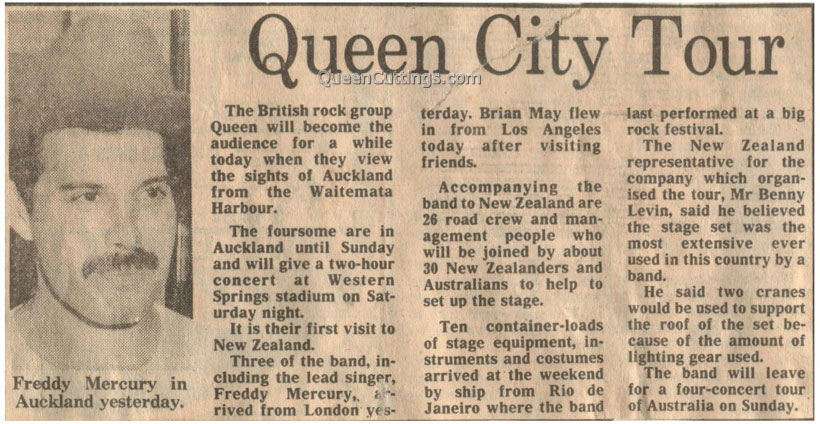 Queen City Tour
QueenCuttings.com
The British rock group
Queen will become the
audience for a while
today when they view
the sights of Auckland
from the Waitemata
Harbour.
The foursome are in
Auckland until Sunday
and will give a two-hour
concert at Western
Springs stadium on Sat-
urday night.
It is their first visit to
New Zealand.
Three of the band, in-
cluding the lead singer,
Freddy Mercury, ar-
rived from London yes-
terday. Brian May flew
in from Los Angeles
today after visiting
friends.
Accompanying the
band to New Zealand are
26 road crew and man-
agement people who
will be joined by about
30 New Zealanders and
Australians to help to
set up the stage.
Ten container-loads
of stage equipment, in-
struments and costumes
arrived at the weekend
by ship from Rio de
Janeiro where the band
last performed at a big
rock festival.
The New Zealand
representative for the
company which organ-
ised the tour, Mr Benny
Levin, said he believed
the stage set was the
most extensive ever
used in this country by a
band.
He said two cranes
would be used to support
the roof of the set be-
cause of the amount of
lighting gear used.
The band will leave
for a four-concert tour
of Australia on Sunday.
Freddy Mercury in
Auckland yesterday.